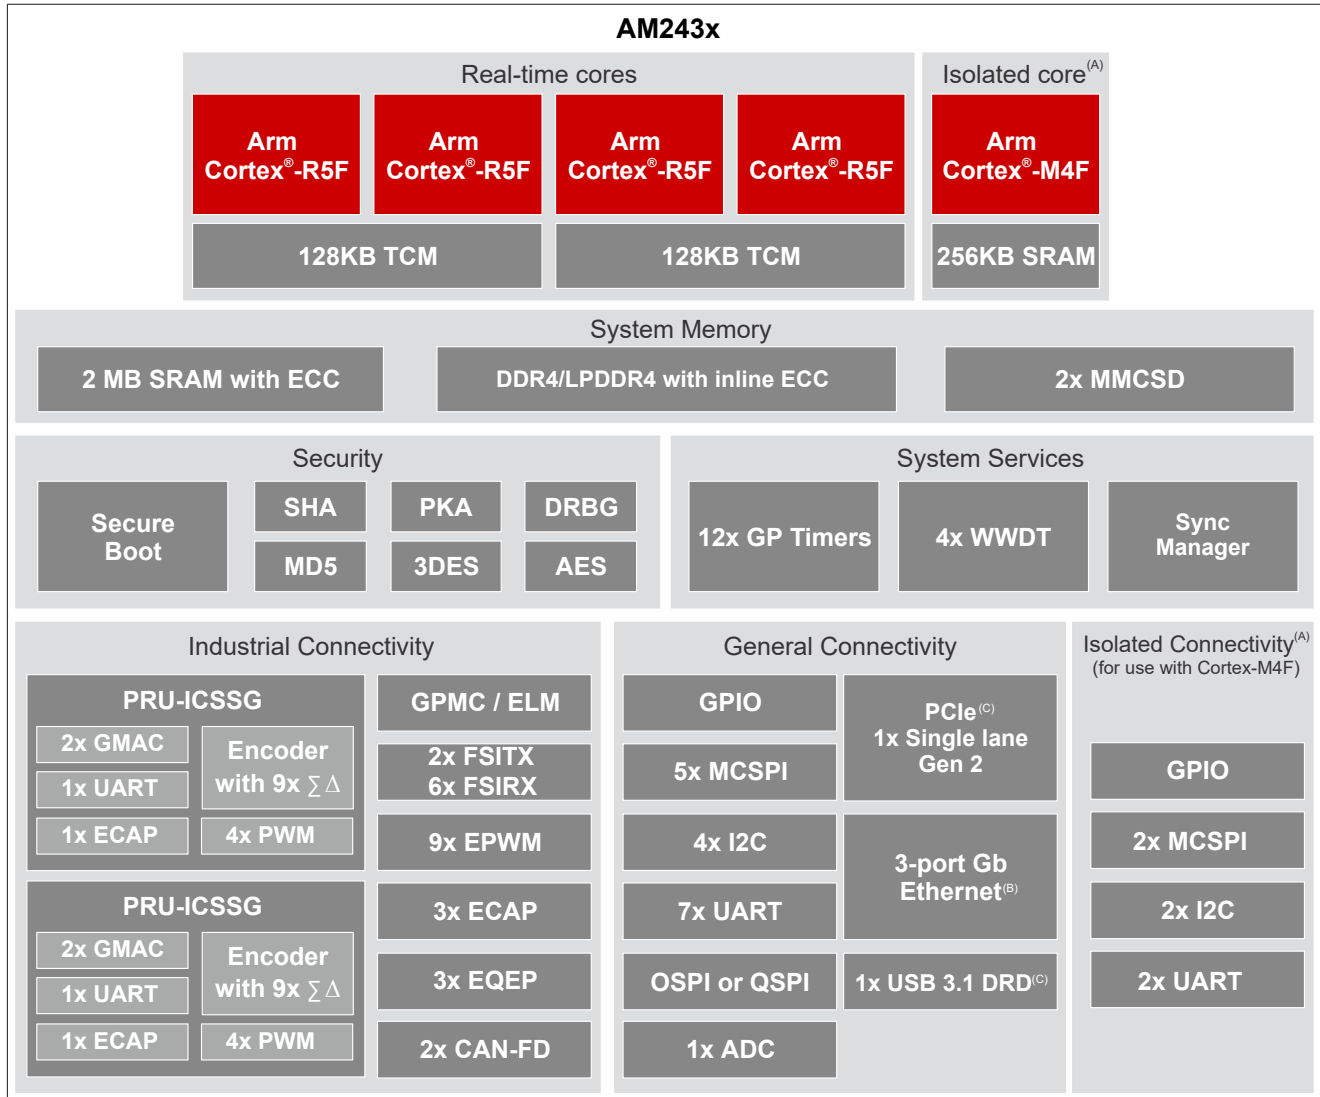 AM243x
Real-time cores
Isolated core(A)
Arm
Cortex®-R5F
Arm
Cortex®-R5F
Arm
Cortex®-R5F
Arm
Cortex®-R5F
Arm
Cortex®-M4F
128KB TCM
128KB TCM
256KB SRAM
System Memory
2 MB SRAM with ECC
DDR4/LPDDR4 with inline ECC
2x MMCSD
Security
Secure
Boot
SHA
PKA
DRBG
MD5
3DES
AES
System Services
12x GP Timers
4x WWDT
Sync
Manager
Industrial Connectivity
PRU-ICSSG
2x GMAC
1x UART
1x ECAP
Encoder
with 9x ∑ Δ
4x PWM
PRU-ICSSG
2x GMAC
1x UART
1x ECAP
Encoder
with 9x ∑ Δ
4x PWM
GPMC / ELM
2x FSITX
6x FSIRX
9x EPWM
3x ECAP
3x EQEP
2x CAN-FD
General Connectivity
GPIO
5x MCSPI
4x I2C
7x UART
OSPI or QSPI
1x ADC
PCIe(C)
1x Single lane
Gen 2
3-port Gb
Ethernet(B)
1x USB 3.1 DRD(C)
Isolated Connectivity(A)
(for use with Cortex-M4F)
GPIO
2x MCSPI
2x I2C
2x UART